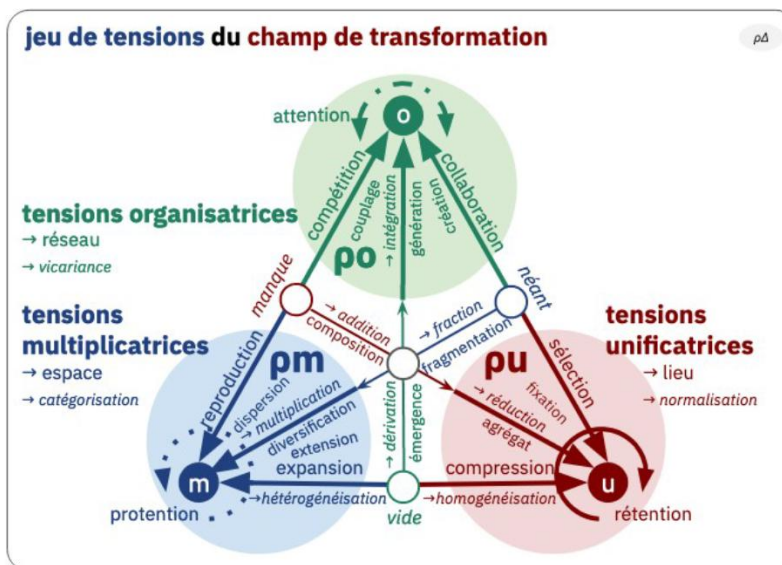 jeu de tensions du champ de transformation
ρΔ
attention
o
compétition
couplage
→ intégration
génération
création
collaboration
tensions organisatrices
→ réseau
→ vicariance
ρo
manque
néant
tensions
multiplicatrices
→ espace
→ catégorisation
→ addition
composition
→ fraction
fragmentation
tensions
unificatrices
→ lieu
→ normalisation
ρm
ρu
reproduction
dispersion
→ multiplication
diversification
extension
expansion
→ dérivation
émergence
→ réduction
agrégat
fixation
sélection
compression
m
→hétérogénéisation
→homogénéisation
u
protention
vide
rétention